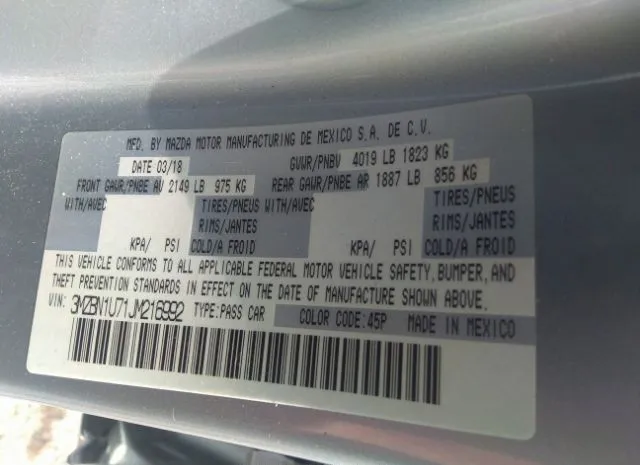 MFD. BY MAZDA MOTOR MANUFACTURING DE MEXICO S.A. DE C.V.
DATE 03/18 GVWR/PNBV 4019 LB 1823 KG
FRONT GAWR/PNBE AV 2149 LB 975 KG REAR GAWR/PNBE AR 1887 LB 856 KG
WITH/AVEC TIRES/PNEUS WITH/AVEC TIRES/PNEUS
RIMS/JANTES RIMS/JANTES
KPA/ PSI COLD/A FROID KPA/ PSI COLD/A FROID
THIS VEHICLE CONFORMS TO ALL APPLICABLE FEDERAL MOTOR VEHICLE SAFETY, BUMPER, AND
THEFT PREVENTION STANDARDS IN EFFECT ON THE DATE OF MANUFACTURE SHOWN ABOVE.
VIN: 3MZBN1U71JM216992 TYPE:PASS CAR COLOR CODE:45P MADE IN MEXICO